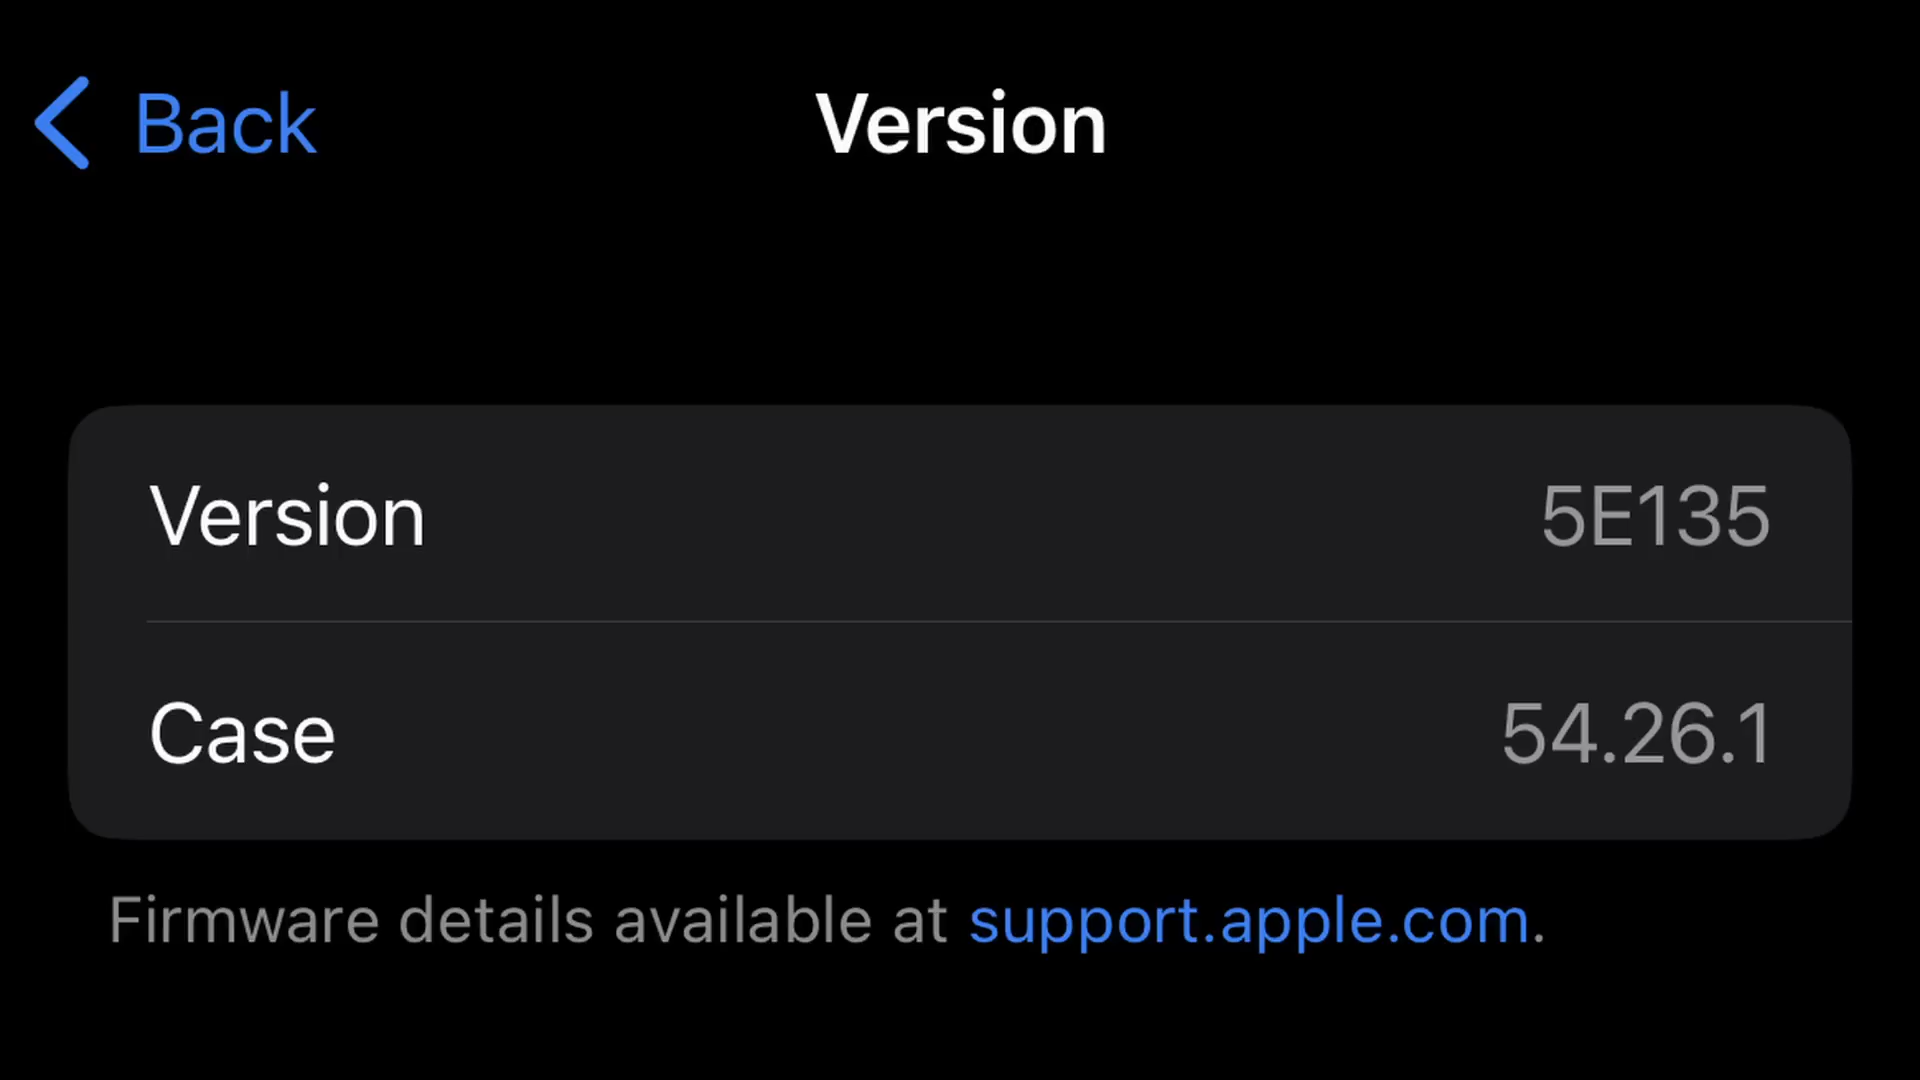 Back
Version
Version 5E135
Case 54.26.1
Firmware details available at support.apple.com.